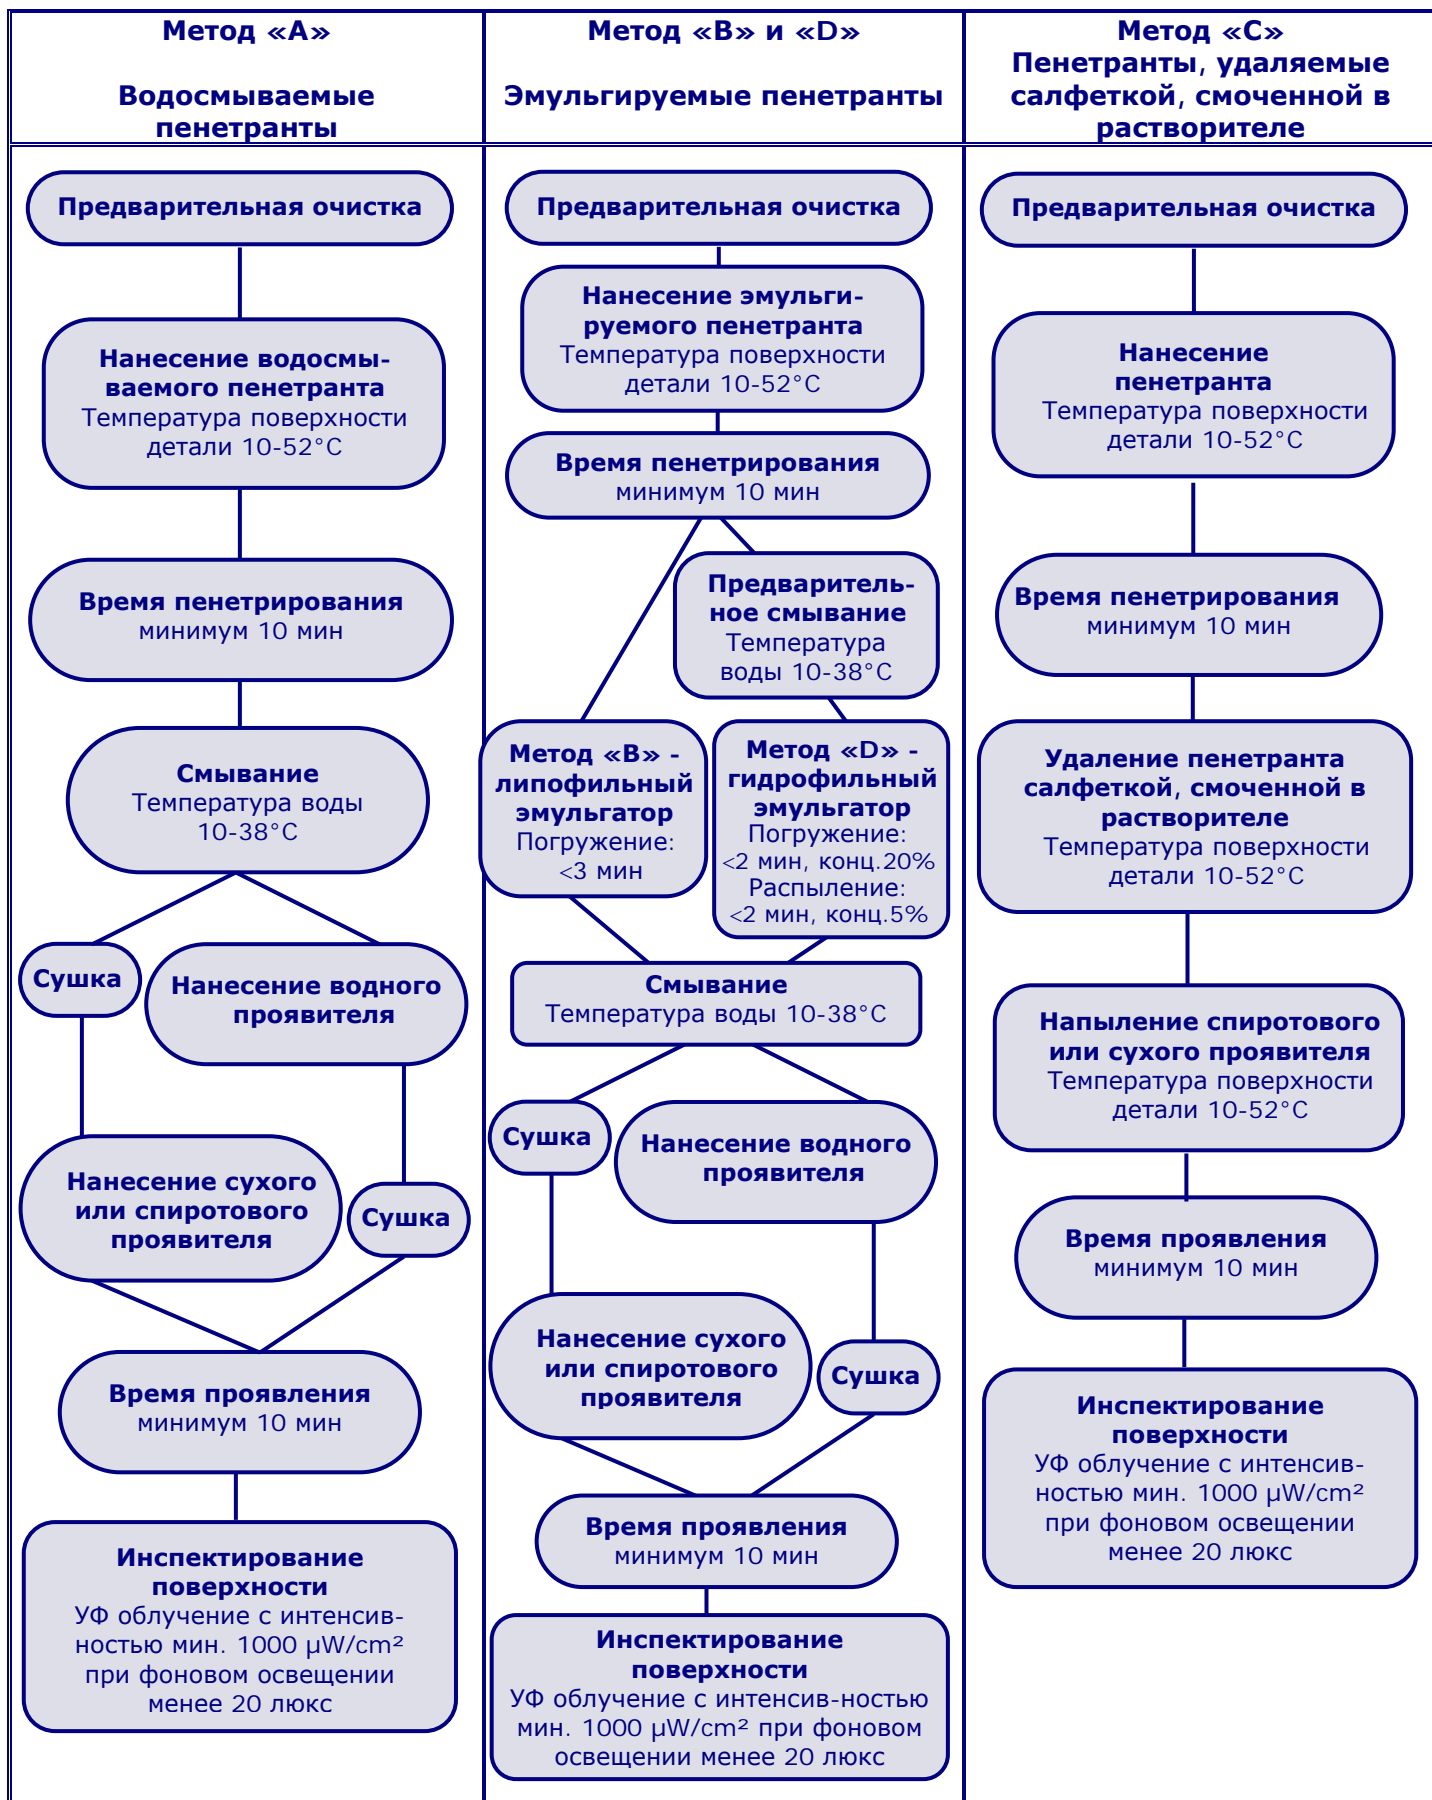 Метод «A»
Водосмываемые
пенетранты
Предварительная очистка
Нанесение водосмы-
ваемого пенетранта
Температура поверхности
детали 10-52°C
Время пенетрирования
минимум 10 мин
Смывание
Температура воды
10-38°C
Сушка
Нанесение водного
проявителя
Нанесение сухого
или спиротового
проявителя
Сушка
Время проявления
минимум 10 мин
Инспектирование
поверхности
УФ облучение с интенсив-
ностью мин. 1000 µW/cm²
при фоновом освещении
менее 20 люкс
Метод «B» и «D»
Эмульгируемые пенетранты
Предварительная очистка
Нанесение эмульги-
руемого пенетранта
Температура поверхности
детали 10-52°C
Время пенетрирования
минимум 10 мин
Предваритель-
ное смывание
Температура
воды 10-38°C
Метод «B» -
липофильный
эмульгатор
Погружение:
<3 мин
Метод «D» -
гидрофильный
эмульгатор
Погружение:
<2 мин, конц.20%
Распыление:
<2 мин, конц.5%
Смывание
Температура воды 10-38°C
Сушка
Нанесение водного
проявителя
Нанесение сухого
или спиротового
проявителя
Сушка
Время проявления
минимум 10 мин
Инспектирование
поверхности
УФ облучение с интенсив-ностью
мин. 1000 µW/cm² при фоновом
освещении менее 20 люкс
Метод «C»
Пенетранты, удаляемые
салфеткой, смоченной в
растворителе
Предварительная очистка
Нанесение
пенетранта
Температура поверхности
детали 10-52°C
Время пенетрирования
минимум 10 мин
Удаление пенетранта
салфеткой, смоченной в
растворителе
Температура поверхности
детали 10-52°C
Напыление спиротового
или сухого проявителя
Температура поверхности
детали 10-52°C
Время проявления
минимум 10 мин
Инспектирование
поверхности
УФ облучение с интенсив-
ностью мин. 1000 µW/cm²
при фоновом освещении
менее 20 люкс